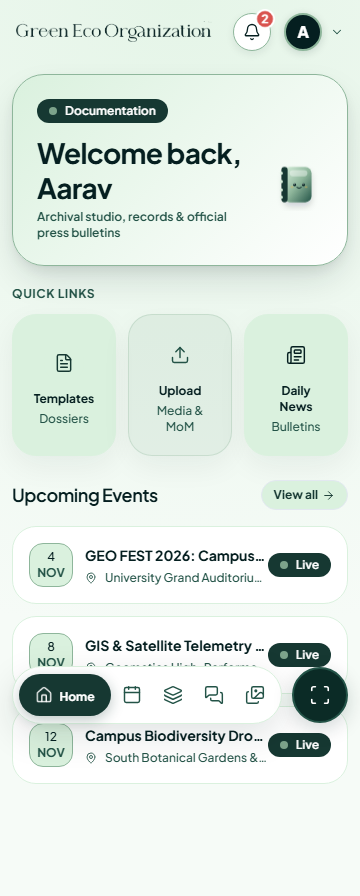 Green Eco Organization
2
A
Documentation
Welcome back,
Aarav
Archival studio, records & official
press bulletins
QUICK LINKS
Templates
Dossiers
Upload
Media &
MoM
Daily
News
Bulletins
Upcoming Events
View all →
4
NOV
GEO FEST 2026: Campus...
University Grand Auditoriu...
Live
8
NOV
GIS & Satellite Telemetry ...
Live
Home
12
NOV
Campus Biodiversity Dro...
South Botanical Gardens &...
Live